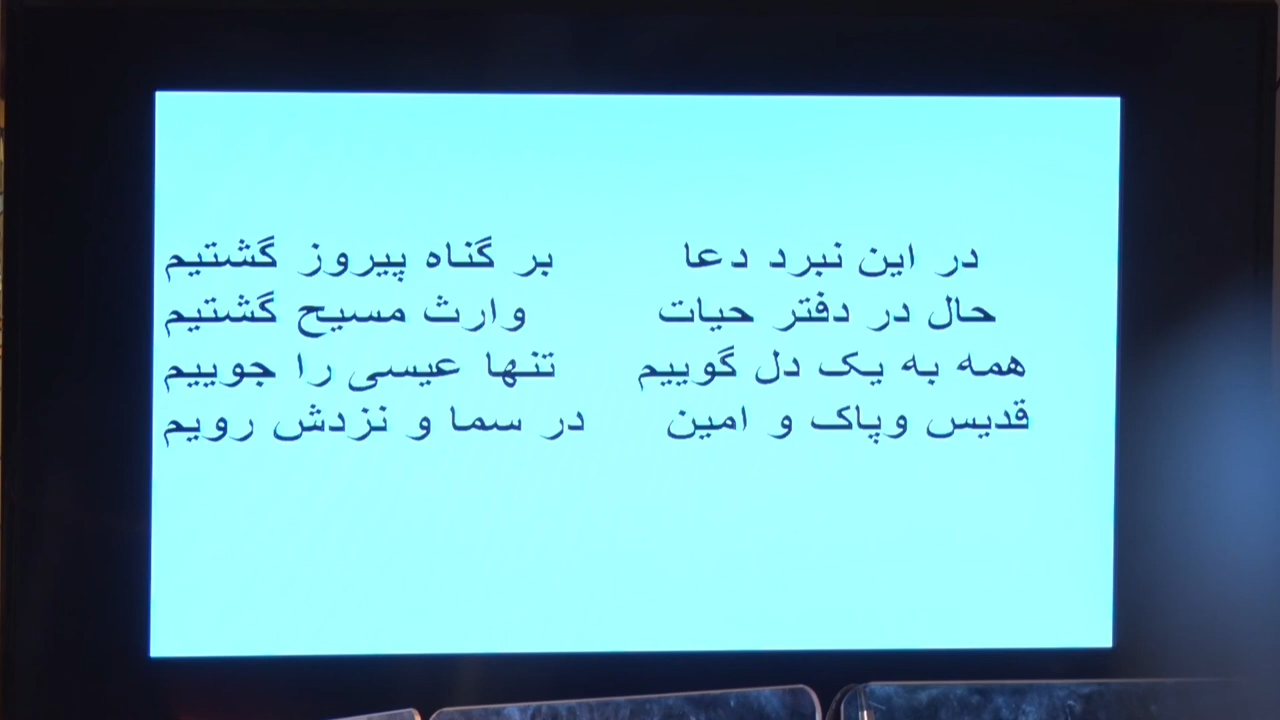 در این نبرد دعا بر گناه پیروز گشتیم
حال در دفتر حیات وارث مسیح گشتیم
همه به یک دل گوییم تنها عیسی را جوییم
قدیس وپاک و امین در سما و نزدش رویم